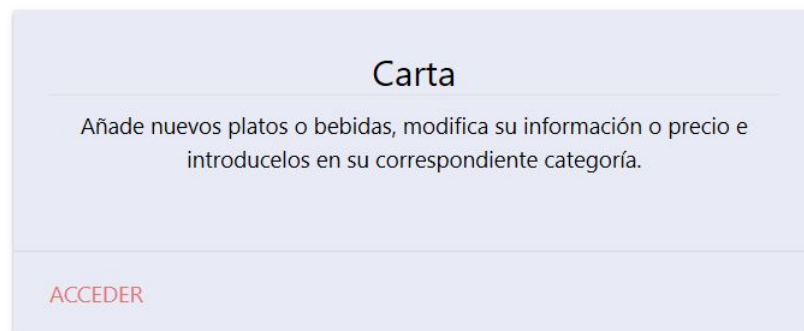 Carta
Añade nuevos platos o bebidas, modifica su información o precio e
introducelos en su correspondiente categoría.
ACCEDER